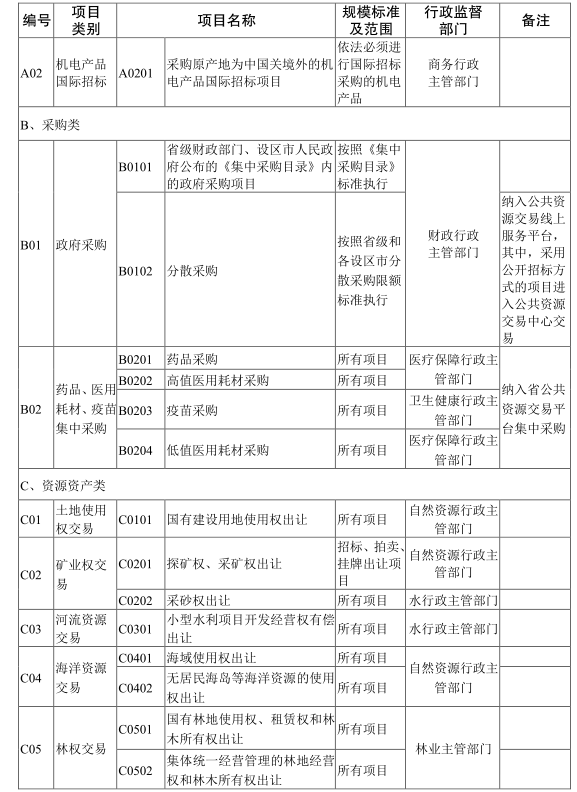 编号 项目类别 项目名称 规模标准及范围 行政监督部门 备注
A02 机电产品国际招标 A0201 采购原产地为中国关境外的机电产品国际招标项目 依法必须进行国际招标采购的机电产品 商务行政主管部门
B、采购类
B01 政府采购 B0101 省级财政部门、设区市人民政府公布的《集中采购目录》内的政府采购项目 按照《集中采购目录》标准执行 财政行政主管部门
B0102 分散采购 按照省级和各设区市分散采购限额标准执行 纳入公共资源交易线上服务平台，其中，采用公开招标方式的项目进入公共资源交易中心交易
B02 药品、医用耗材、疫苗集中采购 B0201 药品采购 所有项目 医疗保障行政主管部门 纳入省公共资源交易平台集中采购
B0202 高值医用耗材采购 所有项目
B0203 疫苗采购 所有项目 卫生健康行政主管部门
B0204 低值医用耗材采购 所有项目 医疗保障行政主管部门
C、资源资产类
C01 土地使用权交易 C0101 国有建设用地使用权出让 所有项目 自然资源行政主管部门
C02 矿业权交易 C0201 探矿权、采矿权出让 招标、拍卖、挂牌出让项目 自然资源行政主管部门
C0202 采砂权出让 所有项目 水行政主管部门
C03 河流资源交易 C0301 小型水利项目开发经营权有偿出让 所有项目 水行政主管部门
C04 海洋资源交易 C0401 海域使用权出让 所有项目 自然资源行政主管部门
C0402 无居民海岛等海洋资源的使用权出让 所有项目
C05 林权交易 C0501 国有林地使用权、租赁权和林木所有权出让 所有项目 林业主管部门
C0502 集体统一经营管理的林地经营权和林木所有权出让 所有项目